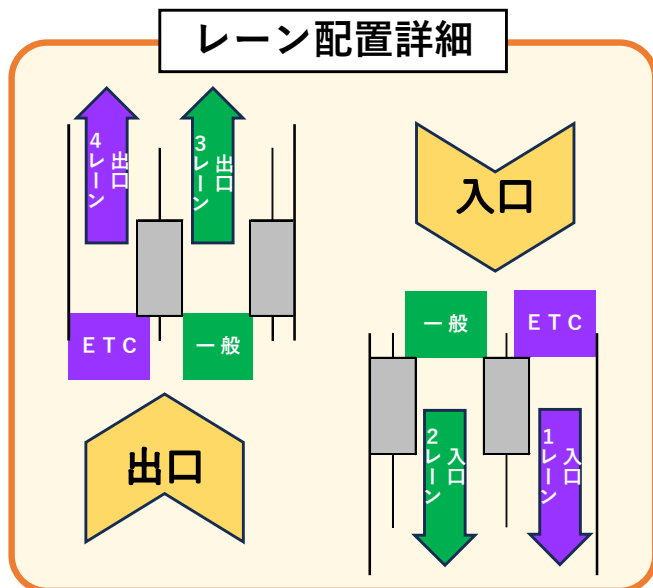 レーン配置詳細
出口
4レーン
出口
3レーン
ETC
一般
出口
入口
一般
ETC
入口
2レーン
入口
1レーン